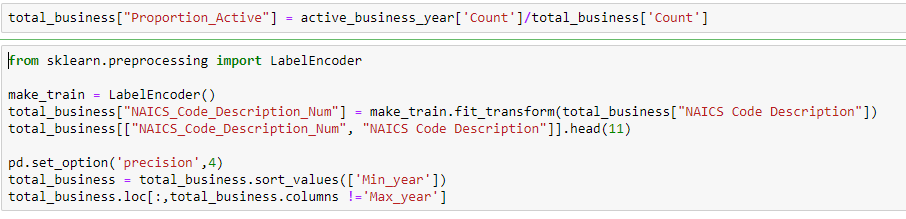 total_business["Proportion_Active"] = active_business_year['Count']/total_business['Count']
from sklearn.preprocessing import LabelEncoder
make_train = LabelEncoder()
total_business["NAICS_Code_Description_Num"] = make_train.fit_transform(total_business["NAICS Code Description"])
total_business[["NAICS_Code_Description_Num", "NAICS Code Description"]].head(11)
pd.set_option('precision',4)
total_business = total_business.sort_values(['Min_year'])
total_business.loc[:,total_business.columns !='Max_year']